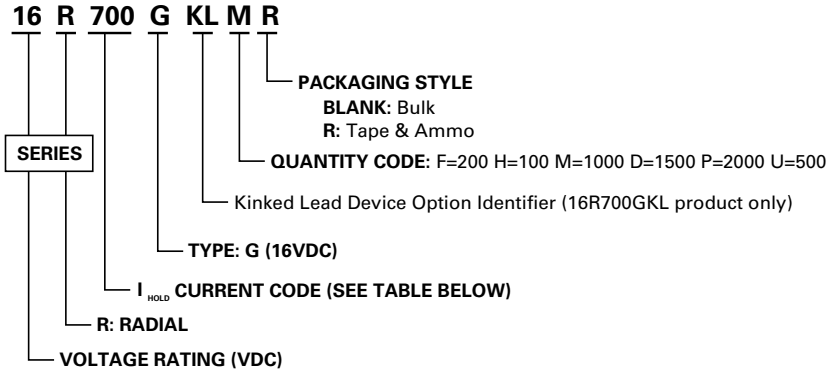 16 R 700 G KL M R
PACKAGING STYLE
BLANK: Bulk
R: Tape & Ammo
SERIES
QUANTITY CODE: F=200 H=100 M=1000 D=1500 P=2000 U=500
Kinked Lead Device Option Identifier (16R700GKL product only)
TYPE: G (16VDC)
I HOLD CURRENT CODE (SEE TABLE BELOW)
R: RADIAL
VOLTAGE RATING (VDC)